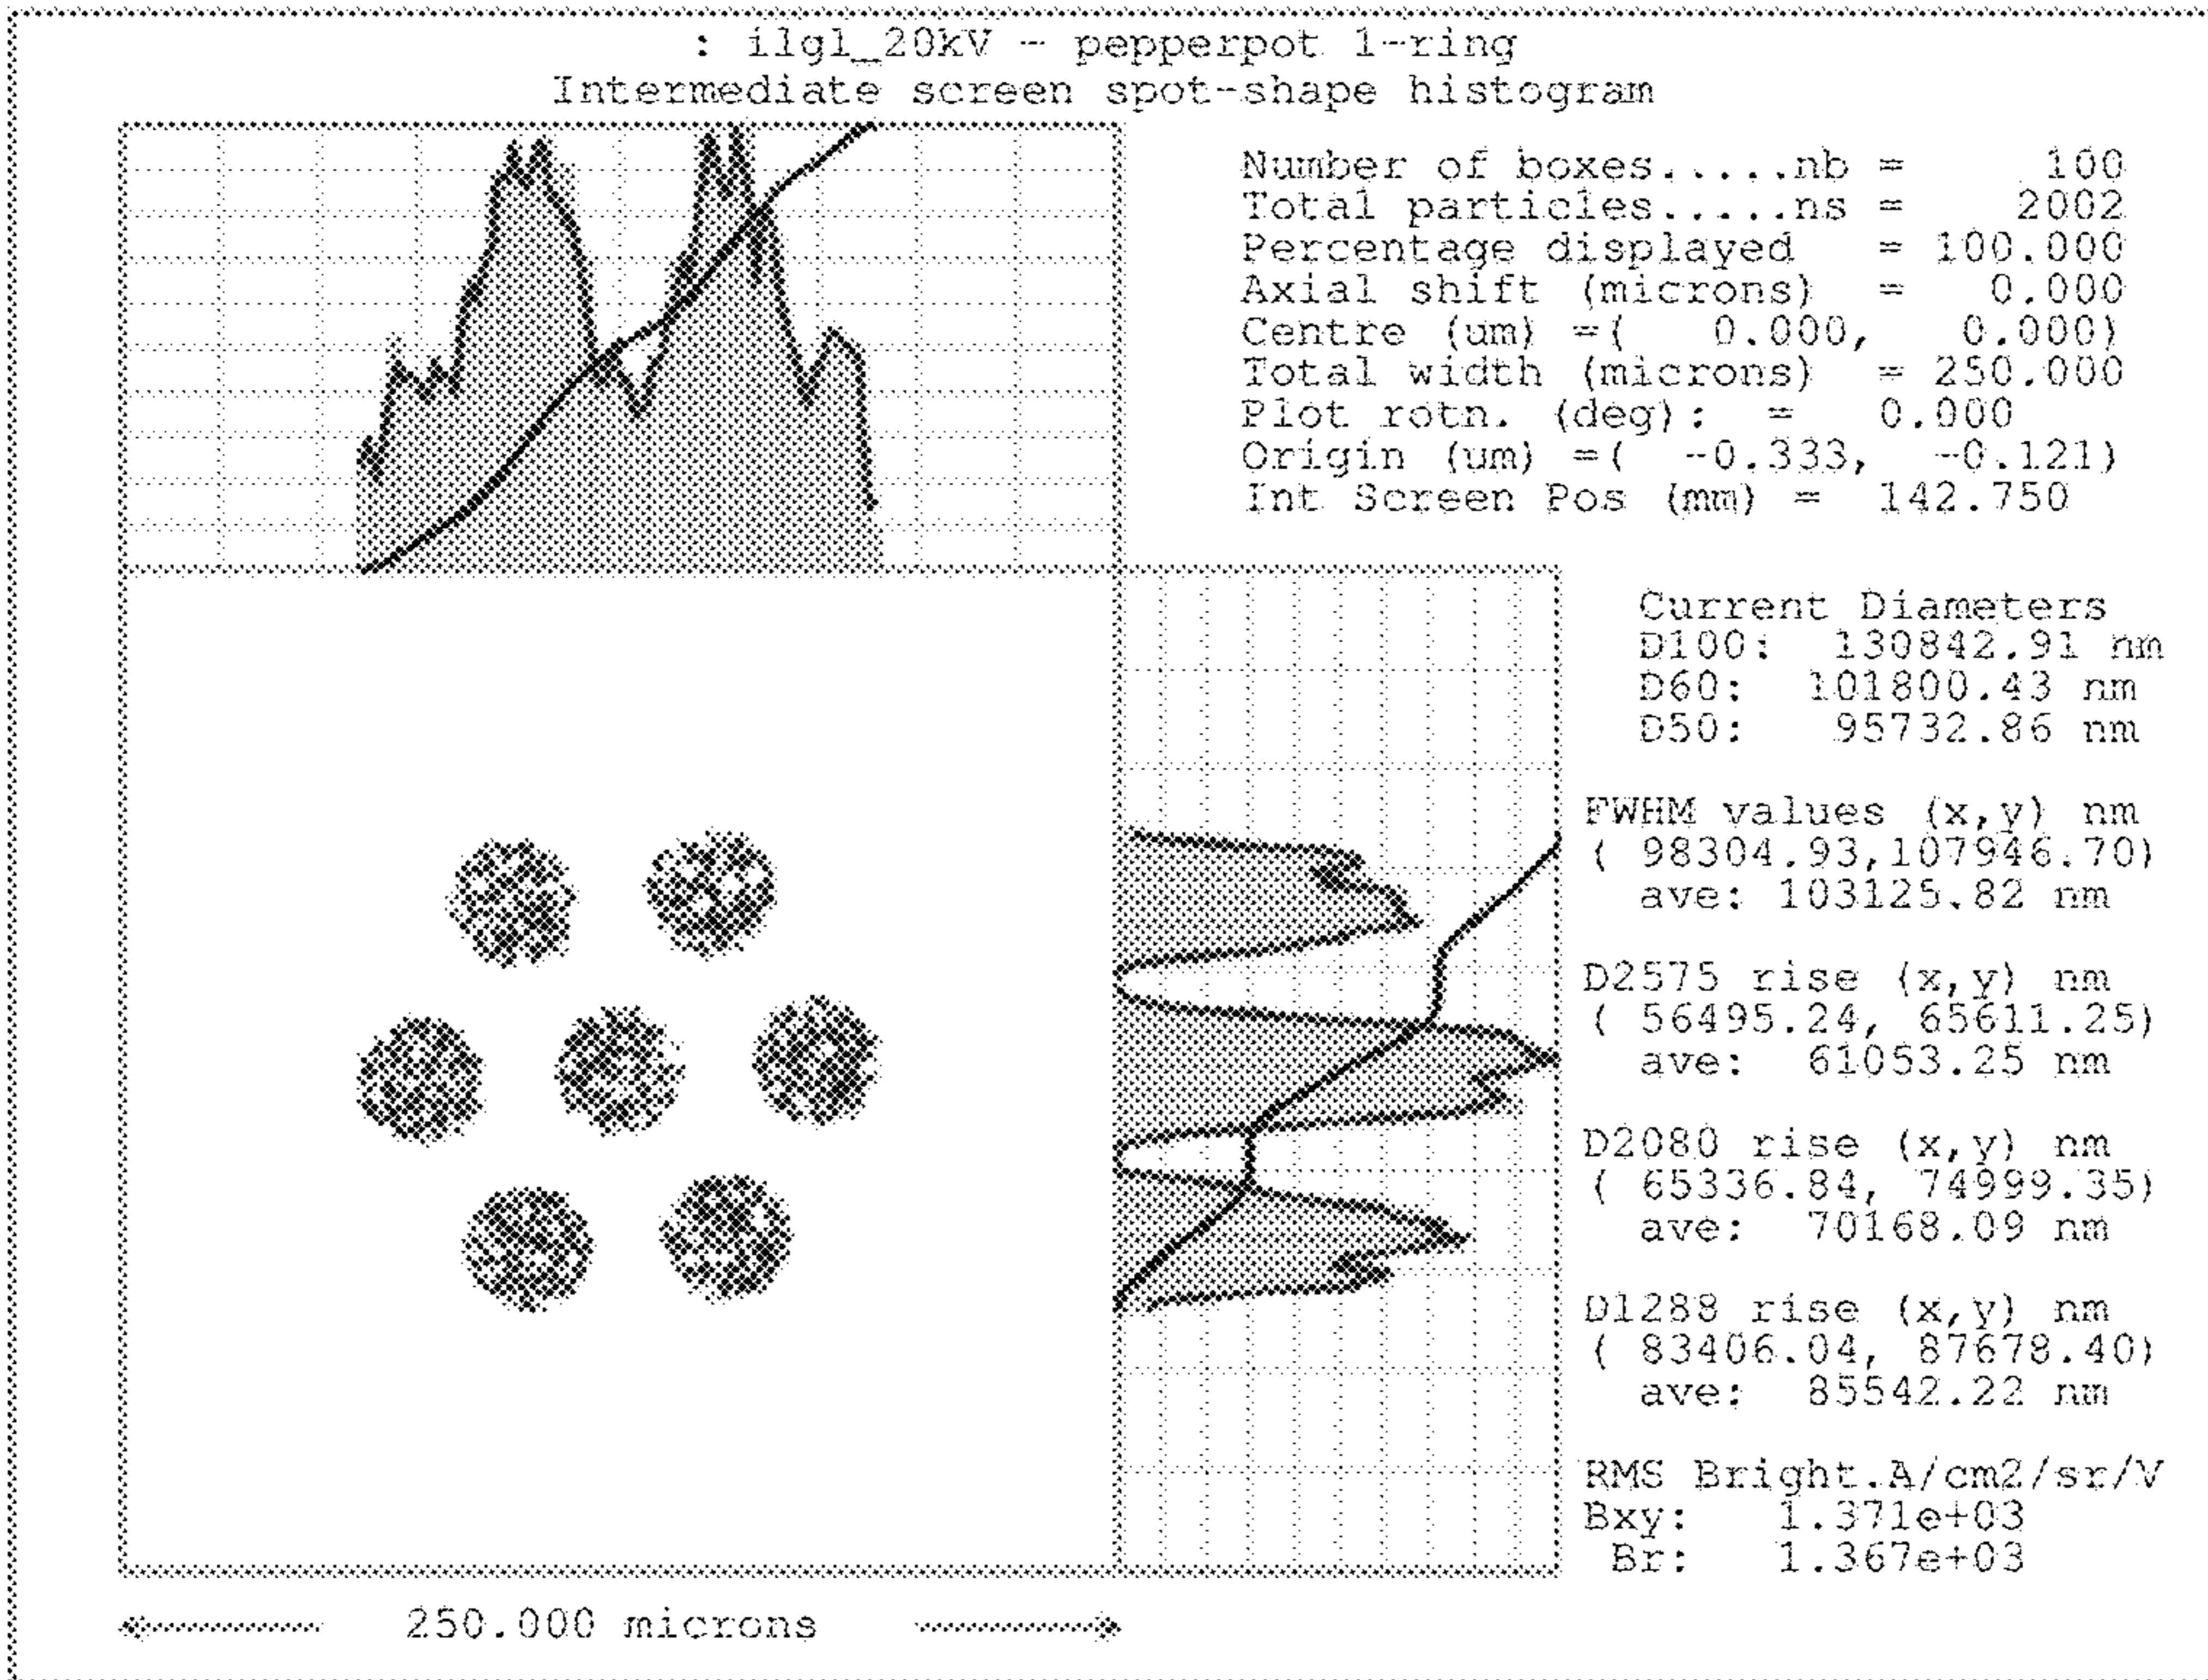 : ilgl_20kV - pepperpot 1-ring
Intermediate screen spot-shape histogram
Number of boxes.....nb = 100
Total particles.....ns = 2002
Percentage displayed = 100.000
Axial shift (microns) = 0.000
Centre (um) =( 0.000, 0.000)
Total width (microns) = 250.000
Plot rotn. (deg): = 0.000
Origin (um) =( -0.333, -0.121)
Int Screen Pos (mm) = 142.750
Current Diameters
D100: 130842.91 nm
D60: 101800.43 nm
D50: 95732.86 nm
FWHM values (x,y) nm
( 98304.93,107946.70)
ave: 103125.82 nm
D2575 rise (x,y) nm
( 56495.24, 65611.25)
ave: 61053.25 nm
D2080 rise (x,y) nm
( 65336.84, 74999.35)
ave: 70168.09 nm
D1288 rise (x,y) nm
( 83406.04, 87678.40)
ave: 85542.22 nm
RMS Bright.A/cm2/sr/V
Bxy: 1.371e+03
Br: 1.367e+03
250.000 microns